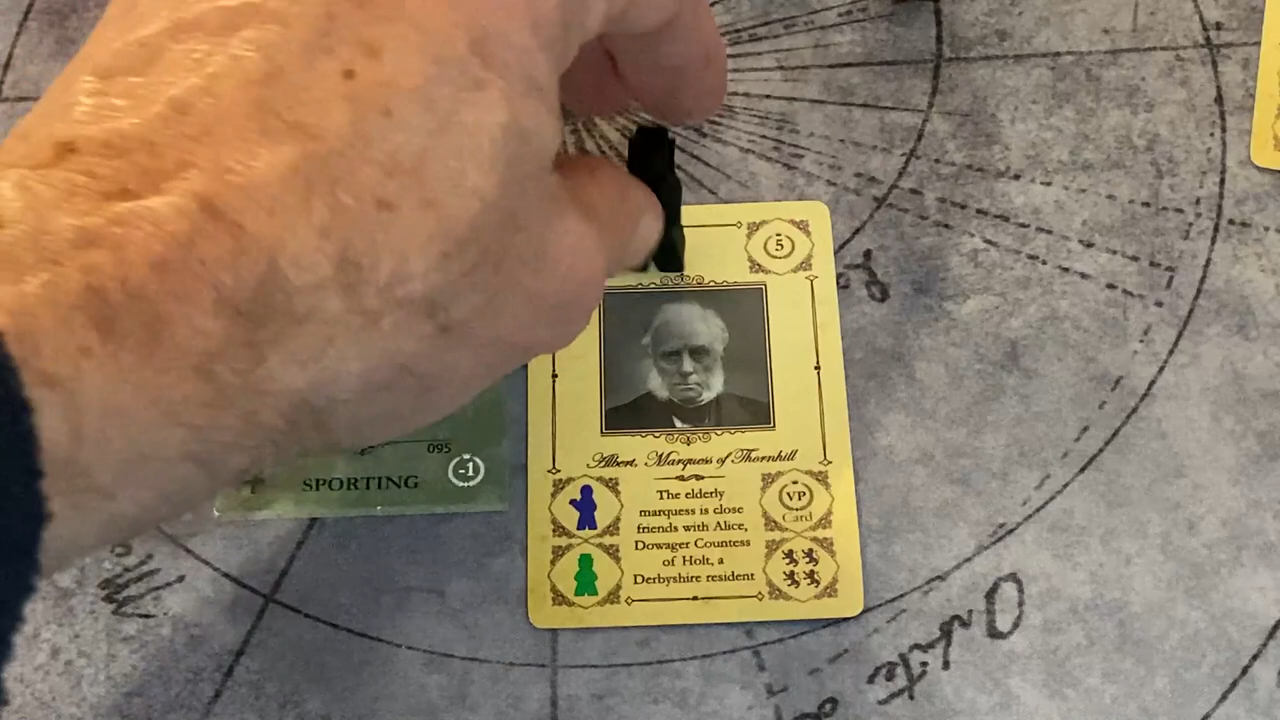 5
Albert, Marquess of Thornhill
The elderly
marquess is close
friends with Alice,
Dowager Countess
of Holt, a
Derbyshire resident
VP
Card
095
SPORTING
-1